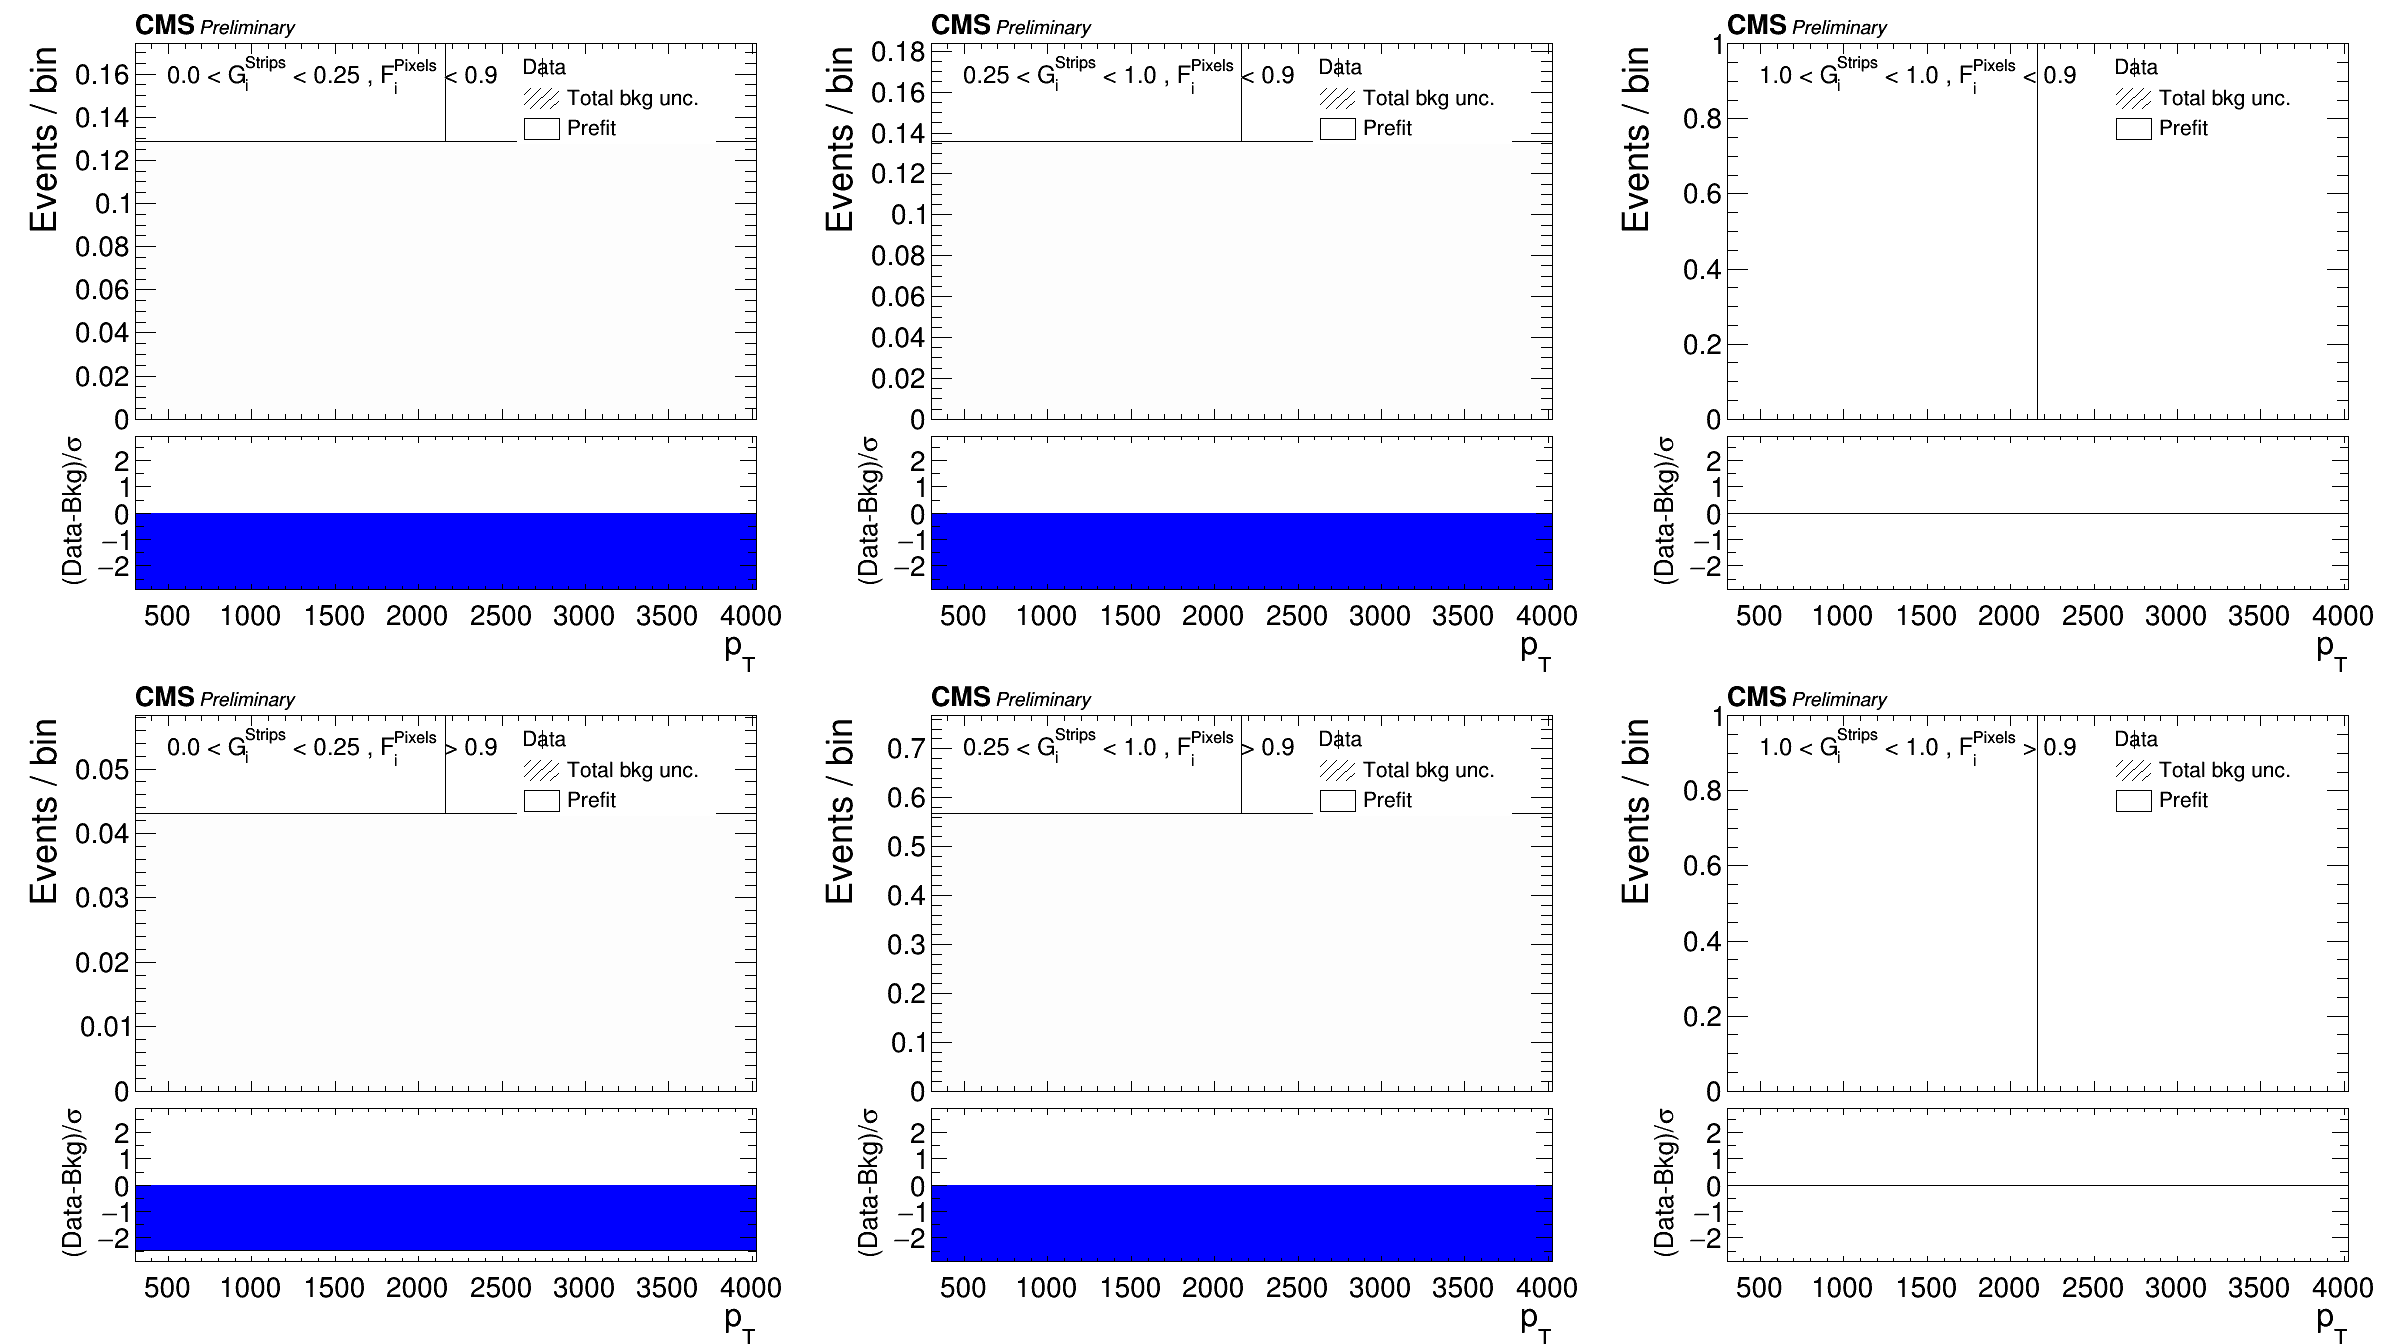 CMS Preliminary
Events / bin
0.0 < G_i^Strips < 0.25 , F_i^Pixels < 0.9
Data
Total bkg unc.
Prefit
0.16
0.14
0.12
0.1
0.08
0.06
0.04
0.02
0
(Data-Bkg)/σ
2
1
0
−1
−2
500 1000 1500 2000 2500 3000 3500 4000
p_T
CMS Preliminary
Events / bin
0.25 < G_i^Strips < 1.0 , F_i^Pixels < 0.9
Data
Total bkg unc.
Prefit
0.18
0.16
0.14
0.12
0.1
0.08
0.06
0.04
0.02
0
(Data-Bkg)/σ
2
1
0
−1
−2
500 1000 1500 2000 2500 3000 3500 4000
p_T
CMS Preliminary
Events / bin
1.0 < G_i^Strips < 1.0 , F_i^Pixels < 0.9
Data
Total bkg unc.
Prefit
1
0.8
0.6
0.4
0.2
0
(Data-Bkg)/σ
2
1
0
−1
−2
500 1000 1500 2000 2500 3000 3500 4000
p_T
CMS Preliminary
Events / bin
0.0 < G_i^Strips < 0.25 , F_i^Pixels > 0.9
Data
Total bkg unc.
Prefit
0.05
0.04
0.03
0.02
0.01
0
(Data-Bkg)/σ
2
1
0
−1
−2
500 1000 1500 2000 2500 3000 3500 4000
p_T
CMS Preliminary
Events / bin
0.25 < G_i^Strips < 1.0 , F_i^Pixels > 0.9
Data
Total bkg unc.
Prefit
0.7
0.6
0.5
0.4
0.3
0.2
0.1
0
(Data-Bkg)/σ
2
1
0
−1
−2
500 1000 1500 2000 2500 3000 3500 4000
p_T
CMS Preliminary
Events / bin
1.0 < G_i^Strips < 1.0 , F_i^Pixels > 0.9
Data
Total bkg unc.
Prefit
1
0.8
0.6
0.4
0.2
0
(Data-Bkg)/σ
2
1
0
−1
−2
500 1000 1500 2000 2500 3000 3500 4000
p_T